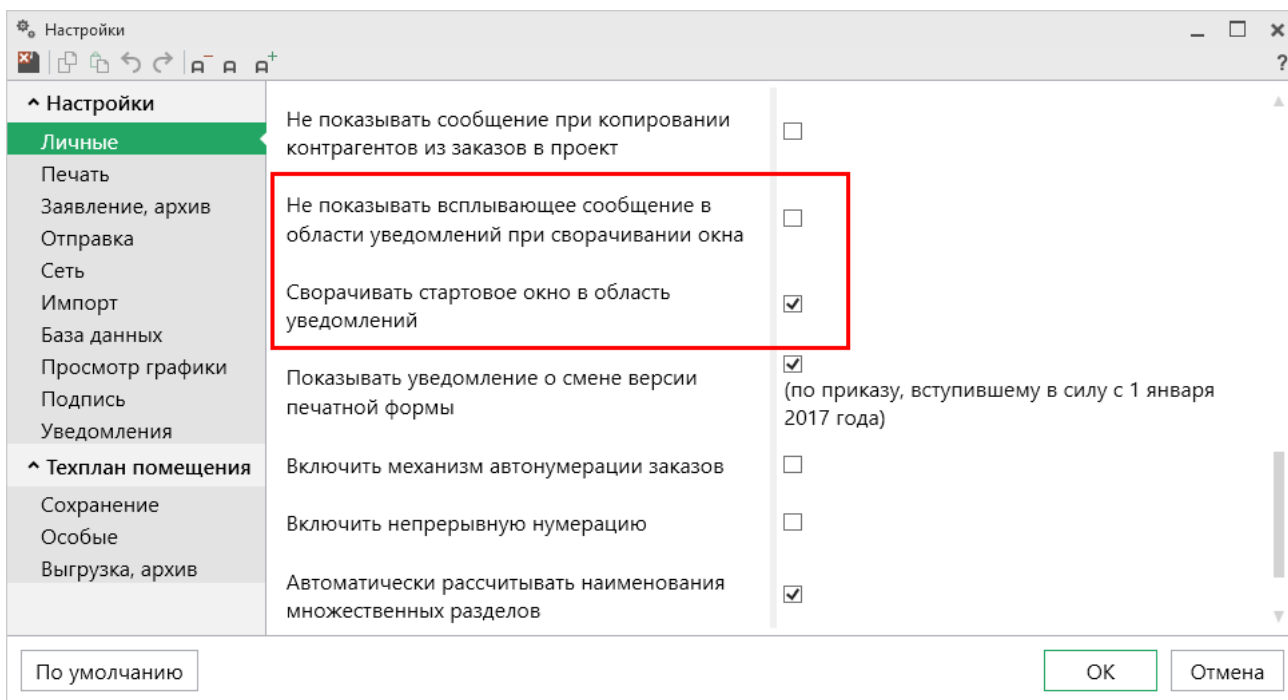 Настройки
?
Настройки
Личные
Печать
Заявление, архив
Отправка
Сеть
Импорт
База данных
Просмотр графики
Подпись
Уведомления
Техплан помещения
Сохранение
Особые
Выгрузка, архив
Не показывать сообщение при копировании
контрагентов из заказов в проект
Не показывать всплывающее сообщение в
области уведомлений при сворачивании окна
Сворачивать стартовое окно в область
уведомлений
Показывать уведомление о смене версии
печатной формы
(по приказу, вступившему в силу с 1 января
2017 года)
Включить механизм автонумерации заказов
Включить непрерывную нумерацию
Автоматически рассчитывать наименования
множественных разделов
По умолчанию
ОК
Отмена